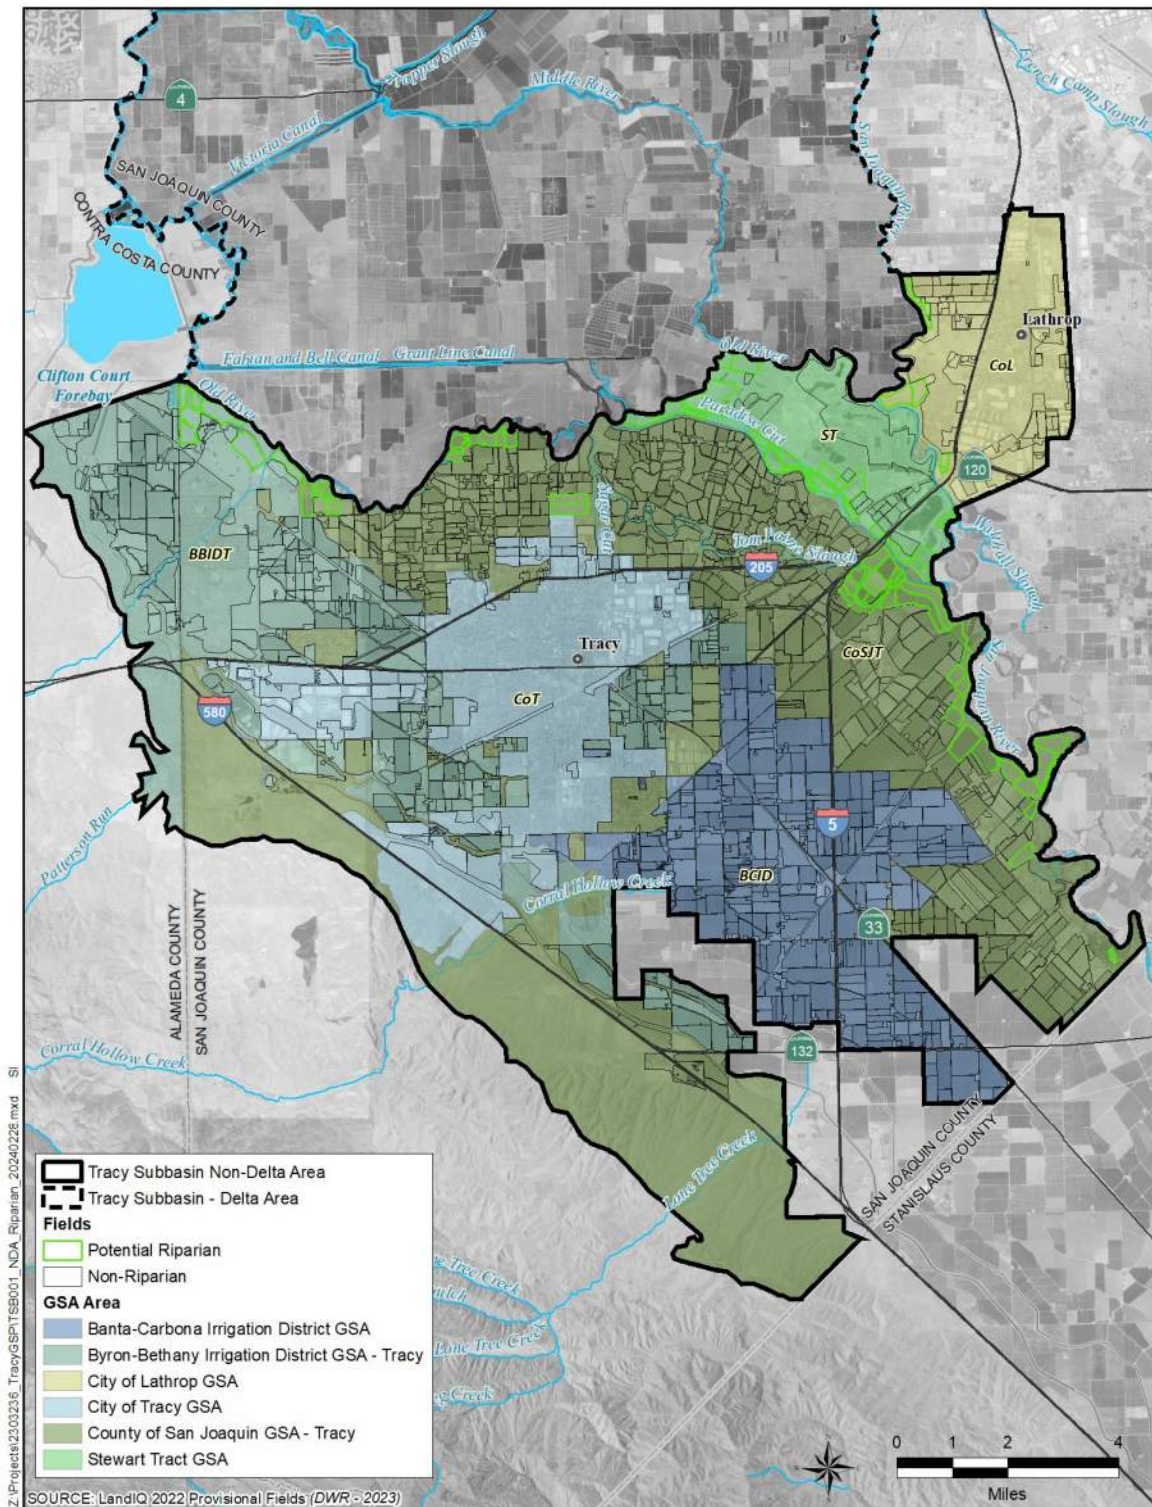 4
Tapper Slough
Middle River
French Camp Slough
Victoria Canal
San Joaquin River
SAN JOAQUIN COUNTY
CONTRA COSTA COUNTY
Lathrop
Old River
Fabian and Bell Canal
Grant Line Canal
CoL
Clifton Court
Forebay
Old River
Paradise Cut
ST
120
Sugar Cut
Walthall Slough
BBIDT
Tom Paine Slough
205
Tracy
CoSJT
San Joaquin River
CoT
580
5
Patterson Run
BCID
Corral Hollow Creek
33
ALAMEDA COUNTY
SAN JOAQUIN COUNTY
132
Corral Hollow Creek
SAN JOAQUIN COUNTY
STANISLAUS COUNTY
Lone Tree Creek
Tracy Subbasin Non-Delta Area
Tracy Subbasin - Delta Area
Fields
Potential Riparian
Non-Riparian
GSA Area
Banta-Carbona Irrigation District GSA
Byron-Bethany Irrigation District GSA - Tracy
City of Lathrop GSA
City of Tracy GSA
County of San Joaquin GSA - Tracy
Stewart Tract GSA
Tree Creek
Lone Tree Creek
Creek
0 1 2 4
Miles
SOURCE: LandIQ 2022 Provisional Fields (DWR - 2023)
Z:\Projects\2303236_TracyGSP\TSB001_NDA_Riparian_20240228.mxd SI